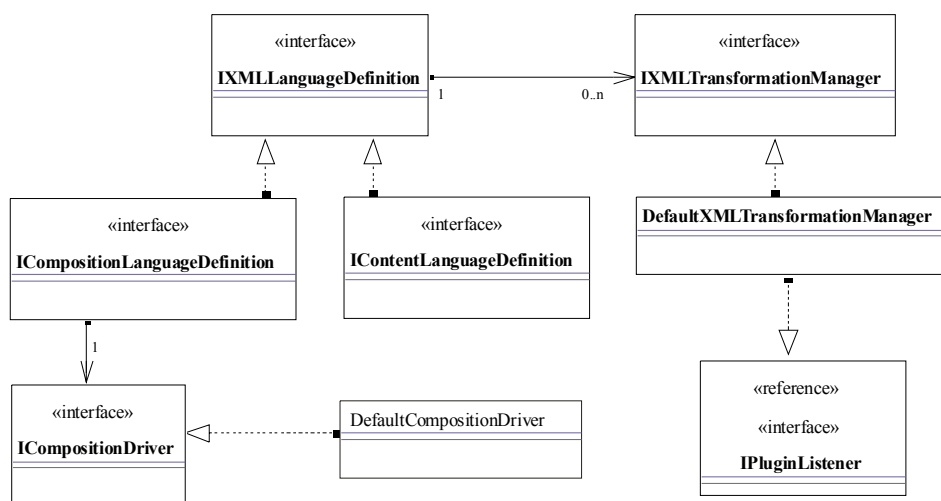 «interface»
IXMLLanguageDefinition
1
0..n
«interface»
IXMLTransformationManager
«interface»
ICompositionLanguageDefinition
«interface»
IContentLanguageDefinition
DefaultXMLTransformationManager
1
«interface»
ICompositionDriver
DefaultCompositionDriver
«reference»
«interface»
IPluginListener